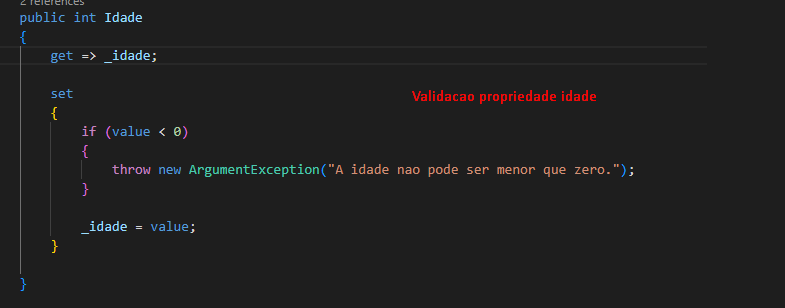 2 references
public int Idade
{
get => _idade;
set
Validacao propriedade idade
{
if (value < 0)
{
throw new ArgumentException("A idade nao pode ser menor que zero.");
}
_idade = value;
}
}